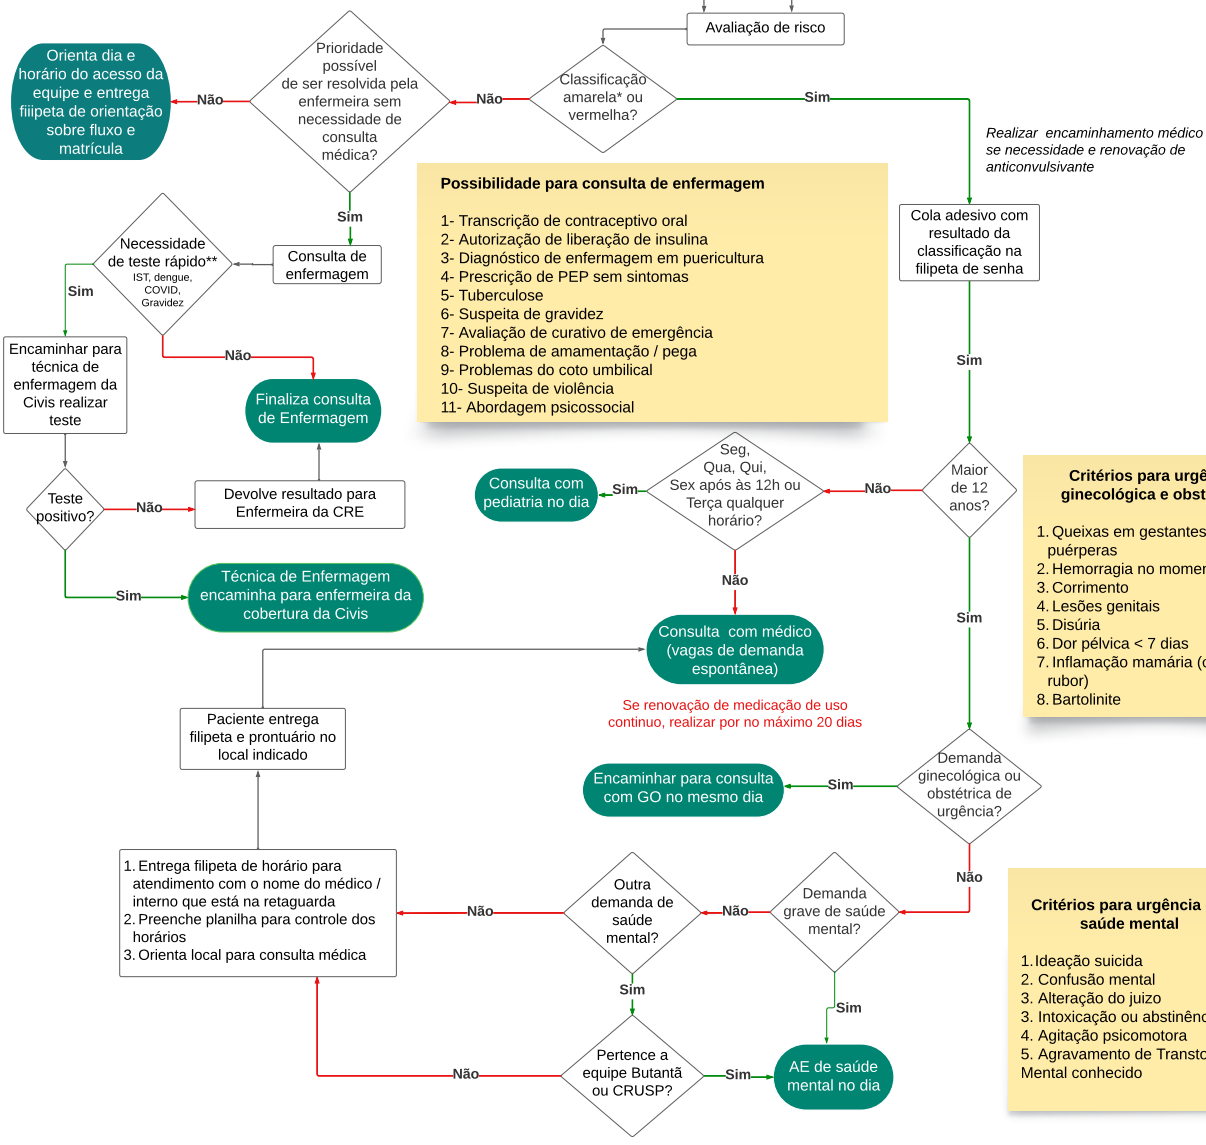 Avaliação de risco
Classificação
amarela* ou
vermelha?
Não
Sim
Prioridade
possível
de ser resolvida pela
enfermeira sem
necessidade de
consulta
médica?
Não
Orienta dia e
horário do acesso da
equipe e entrega
fiiipeta de orientação
sobre fluxo e
matrícula
Realizar encaminhamento médico
se necessidade e renovação de
anticonvulsivante
Possibilidade para consulta de enfermagem
1- Transcrição de contraceptivo oral
2- Autorização de liberação de insulina
3- Diagnóstico de enfermagem em puericultura
4- Prescrição de PEP sem sintomas
5- Tuberculose
6- Suspeita de gravidez
7- Avaliação de curativo de emergência
8- Problema de amamentação / pega
9- Problemas do coto umbilical
10- Suspeita de violência
11- Abordagem psicossocial
Sim
Consulta de
enfermagem
Necessidade
de teste rápido**
IST, dengue,
COVID,
Gravidez
Sim
Não
Encaminhar para
técnica de
enfermagem da
Civis realizar
teste
Finaliza consulta
de Enfermagem
Teste
positivo?
Não
Devolve resultado para
Enfermeira da CRE
Sim
Técnica de Enfermagem
encaminha para enfermeira da
cobertura da Civis
Cola adesivo com
resultado da
classificação na
filipeta de senha
Sim
Maior
de 12
anos?
Não
Seg,
Qua, Qui,
Sex após às 12h ou
Terça qualquer
horário?
Sim
Consulta com
pediatria no dia
Não
Consulta com médico
(vagas de demanda
espontânea)
Se renovação de medicação de uso
continuo, realizar por no máximo 20 dias
Sim
Critérios para urgê
ginecológica e obst
1. Queixas em gestantes
puérperas
2. Hemorragia no momen
3. Corrimento
4. Lesões genitais
5. Disúria
6. Dor pélvica < 7 dias
7. Inflamação mamária (
rubor)
8. Bartolinite
Demanda
ginecológica ou
obstétrica de
urgência?
Sim
Encaminhar para consulta
com GO no mesmo dia
Não
Demanda
grave de saúde
mental?
Não
Sim
Outra
demanda de
saúde
mental?
Não
Sim
Pertence a
equipe Butantã
ou CRUSP?
Sim
AE de saúde
mental no dia
Não
1. Entrega filipeta de horário para
atendimento com o nome do médico /
interno que está na retaguarda
2. Preenche planilha para controle dos
horários
3. Orienta local para consulta médica
Paciente entrega
filipeta e prontuário no
local indicado
Critérios para urgência
saúde mental
1. Ideação suicida
2. Confusão mental
3. Alteração do juizo
3. Intoxicação ou abstinênc
4. Agitação psicomotora
5. Agravamento de Transto
Mental conhecido